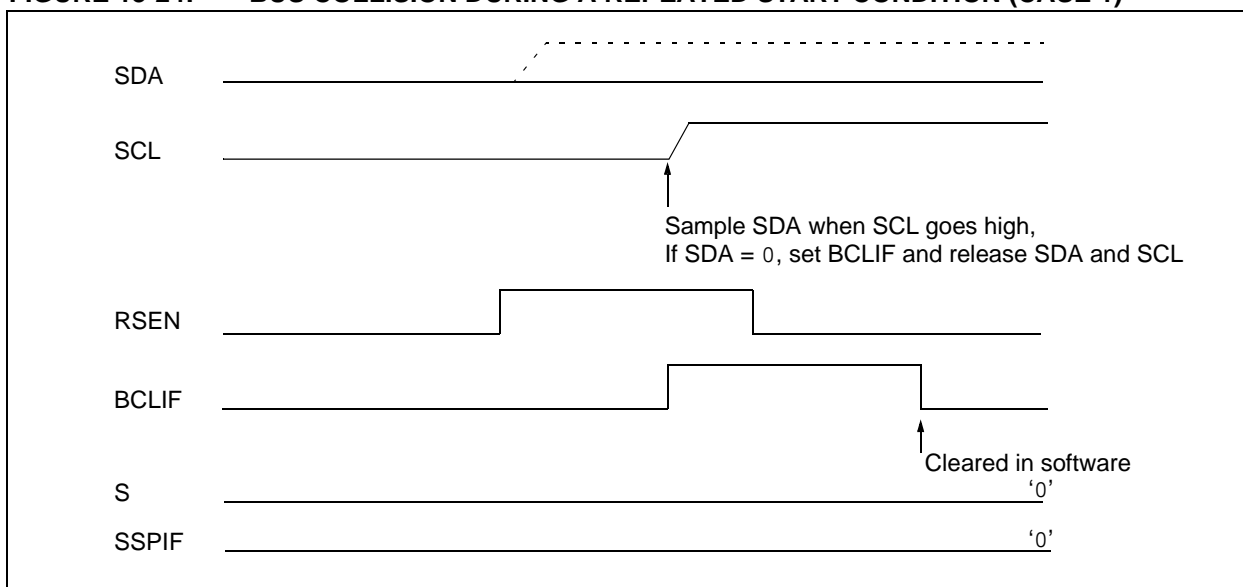 SDA
SCL
Sample SDA when SCL goes high,
If SDA = 0, set BCLIF and release SDA and SCL
RSEN
BCLIF
Cleared in software
S '0'
SSPIF '0'